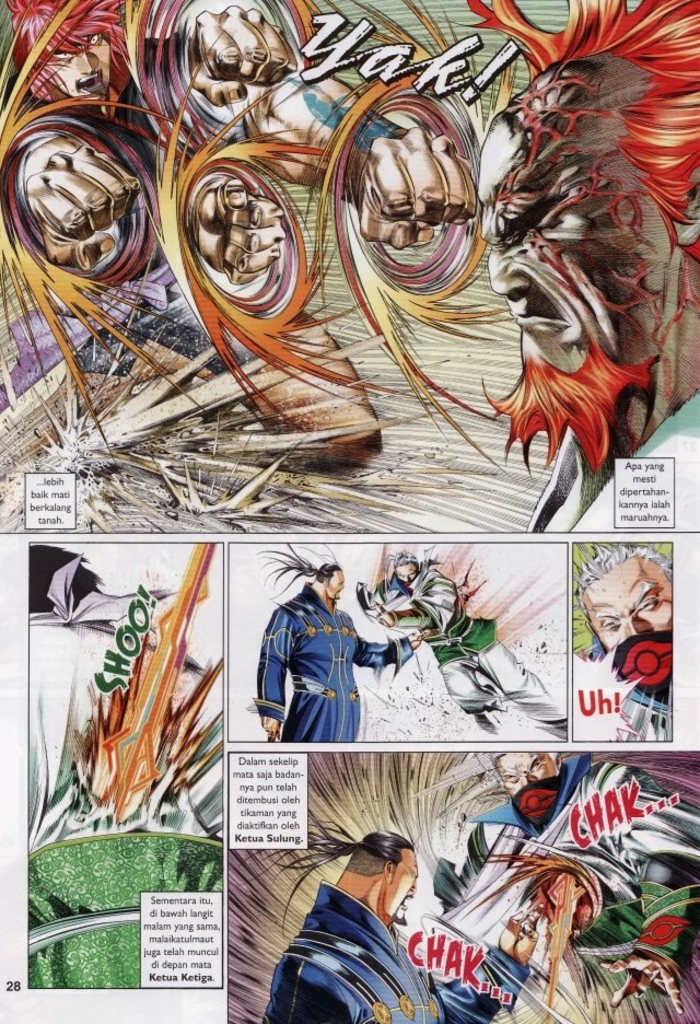 Yak!
...lebih
baik mati
berkalang
tanah.
Apa yang
mesti
dipertahan-
kannya ialah
maruahnya.
SHOO!
Sementara itu,
di bawah langit
malam yang sama,
malaikatulmaut
juga telah muncul
di depan mata
Ketua Ketiga.
Uh!
Dalam sekelip
mata saja badan-
nya pun telah
ditembusi oleh
tikaman yang
diaktifkan oleh
Ketua Sulung.
CHAK...
CHAK...
28